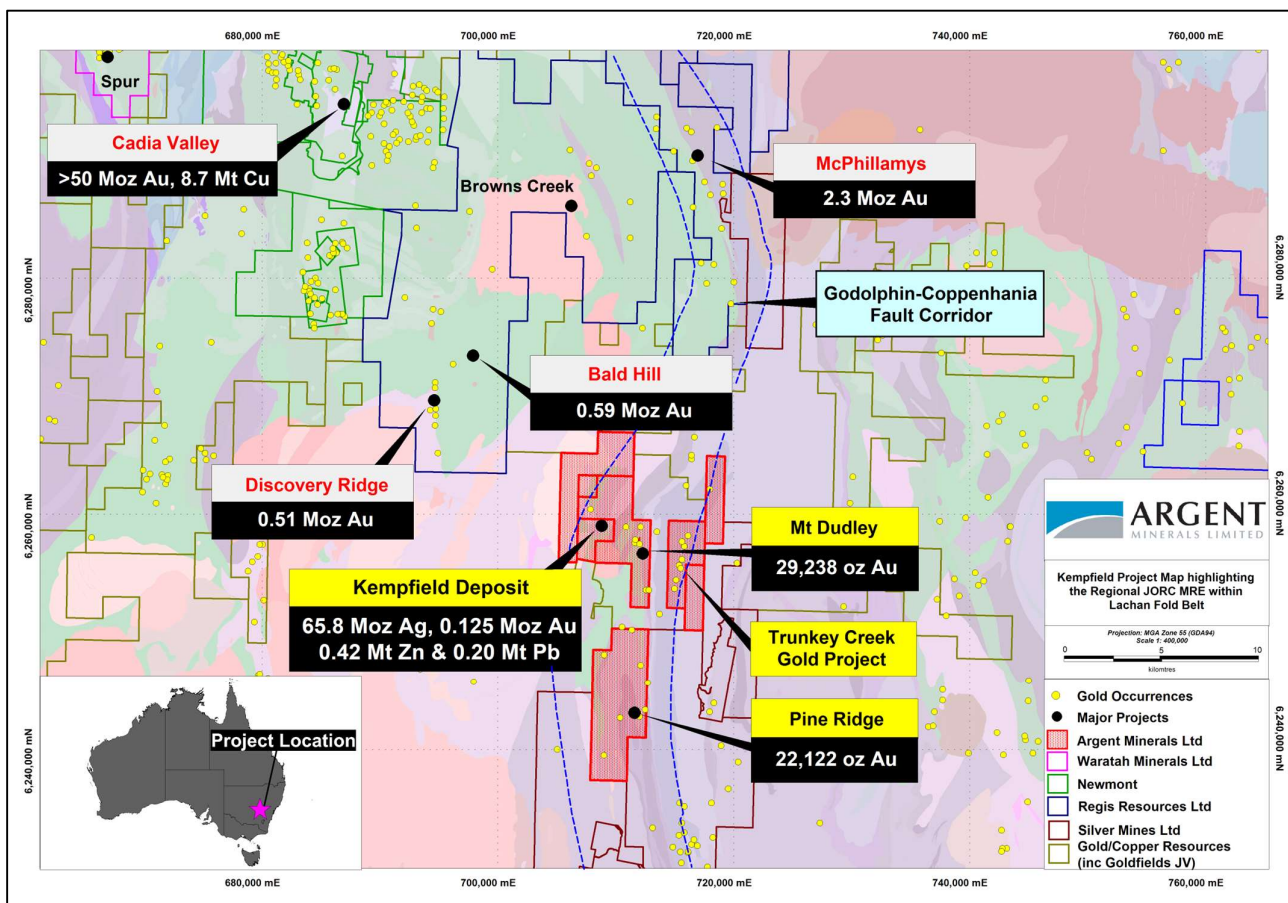 680,000 mE
700,000 mE
720,000 mE
740,000 mE
760,000 mE
Spur
Cadia Valley
>50 Moz Au, 8.7 Mt Cu
Browns Creek
McPhillamys
2.3 Moz Au
6,280,000 mN
6,280,000 mN
Godolphin-Coppenhania
Fault Corridor
Bald Hill
0.59 Moz Au
Discovery Ridge
0.51 Moz Au
6,260,000 mN
6,260,000 mN
Mt Dudley
29,238 oz Au
Kempfield Deposit
65.8 Moz Ag, 0.125 Moz Au
0.42 Mt Zn & 0.20 Mt Pb
Trunkey Creek
Gold Project
Pine Ridge
22,122 oz Au
6,240,000 mN
6,240,000 mN
Project Location
ARGENT
MINERALS LIMITED
Kempfield Project Map highlighting
the Regional JORC MRE within
Lachan Fold Belt
Projection: MGA Zone 55 (GDA94)
Scale 1: 400,000
0 5 10
kilomtres
Gold Occurrences
Major Projects
Argent Minerals Ltd
Waratah Minerals Ltd
Newmont
Regis Resources Ltd
Silver Mines Ltd
Gold/Copper Resources
(inc Goldfields JV)
680,000 mE
700,000 mE
720,000 mE
740,000 mE
760,000 mE